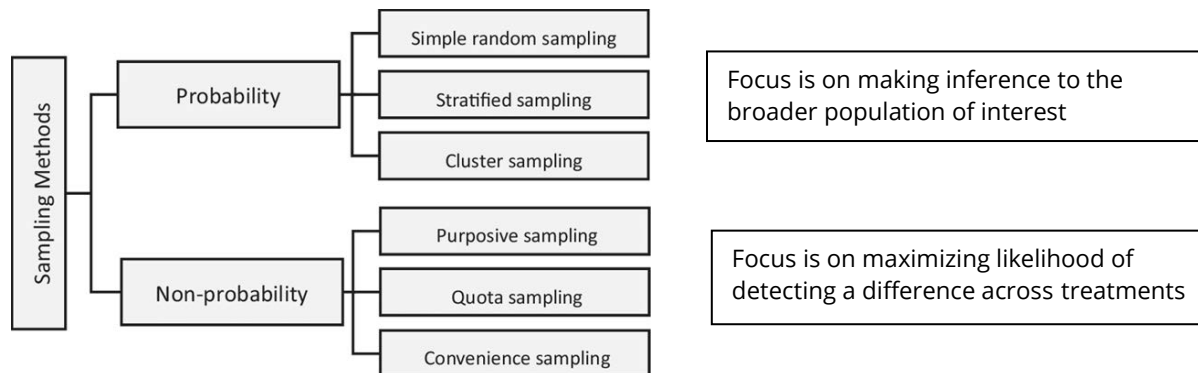 Sampling Methods
Probability
Simple random sampling
Stratified sampling
Cluster sampling
Focus is on making inference to the
broader population of interest
Non-probability
Purposive sampling
Quota sampling
Convenience sampling
Focus is on maximizing likelihood of
detecting a difference across treatments